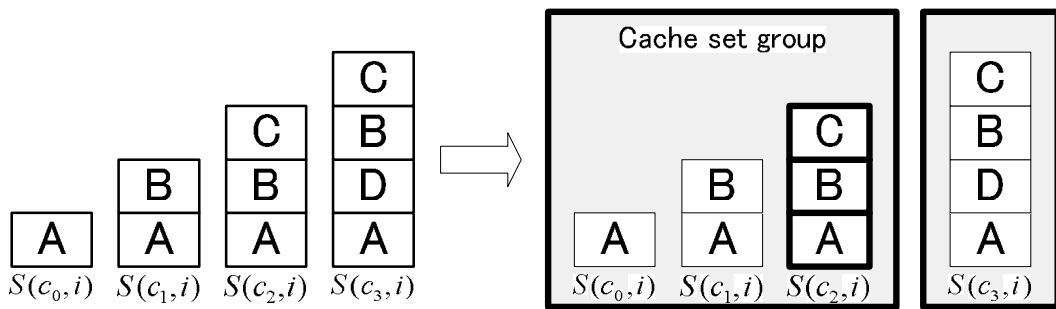 Cache set group
C
C
C
B
C
B
B
B
D
B
B
D
A
A
A
A
A
A
A
A
S(c₀,i)
S(c₁,i)
S(c₂,i)
S(c₃,i)
S(c₀,i)
S(c₁,i)
S(c₂,i)
S(c₃,i)